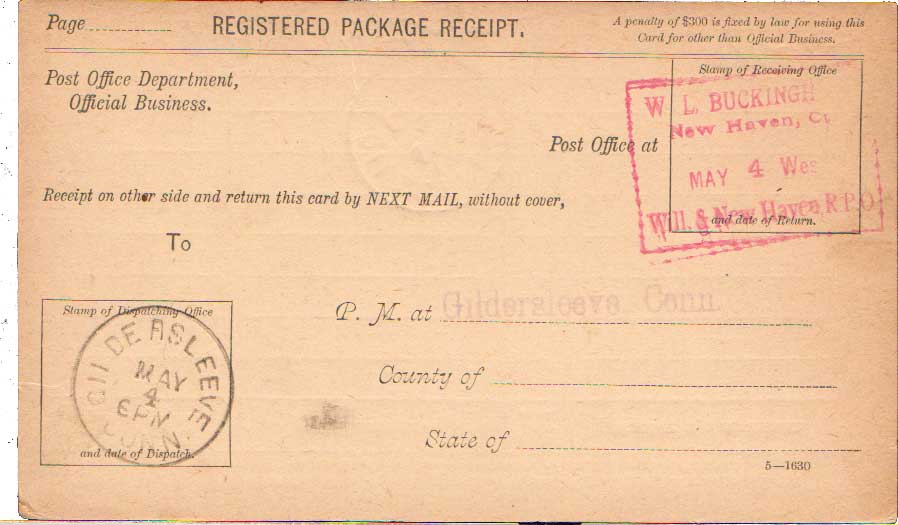 Page
REGISTERED PACKAGE RECEIPT.
A penalty of $300 is fixed by law for using this
Card for other than Official Business.
Post Office Department,
Official Business.
Stamp of Receiving Office
W. L. BUCKINGH
New Haven, Ct
Post Office at
MAY 4 Wes
Will. & New Haven R.P.O.
and date of Return.
Receipt on other side and return this card by NEXT MAIL, without cover,
To
P. M. at Gildersleeve Conn.
Stamp of Dispatching Office
GILDERSLEEVE
MAY
4
6PM
CONN.
and date of Dispatch.
County of
State of
5—1630